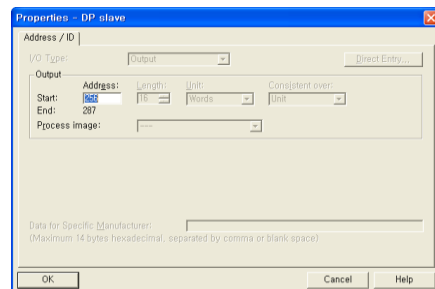 Properties - DP slave
Address / ID
I/O Type: Output Direct Entry...
Output
Address: Length: Unit: Consistent over:
Start: 256 16 Words Unit
End: 287
Process image: ---
Data for Specific Manufacturer:
(Maximum 14 bytes hexadecimal, separated by comma or blank space)
OK Cancel Help